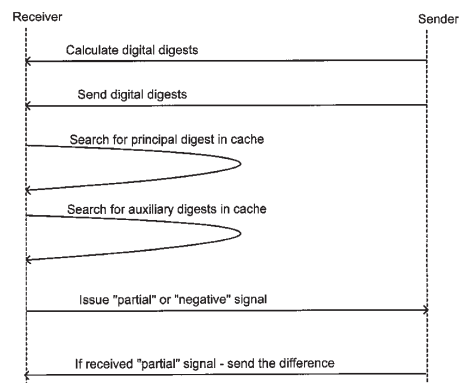 Receiver Sender
Calculate digital digests
Send digital digests
Search for principal digest in cache
Search for auxiliary digests in cache
Issue "partial" or "negative" signal
If received "partial" signal - send the difference